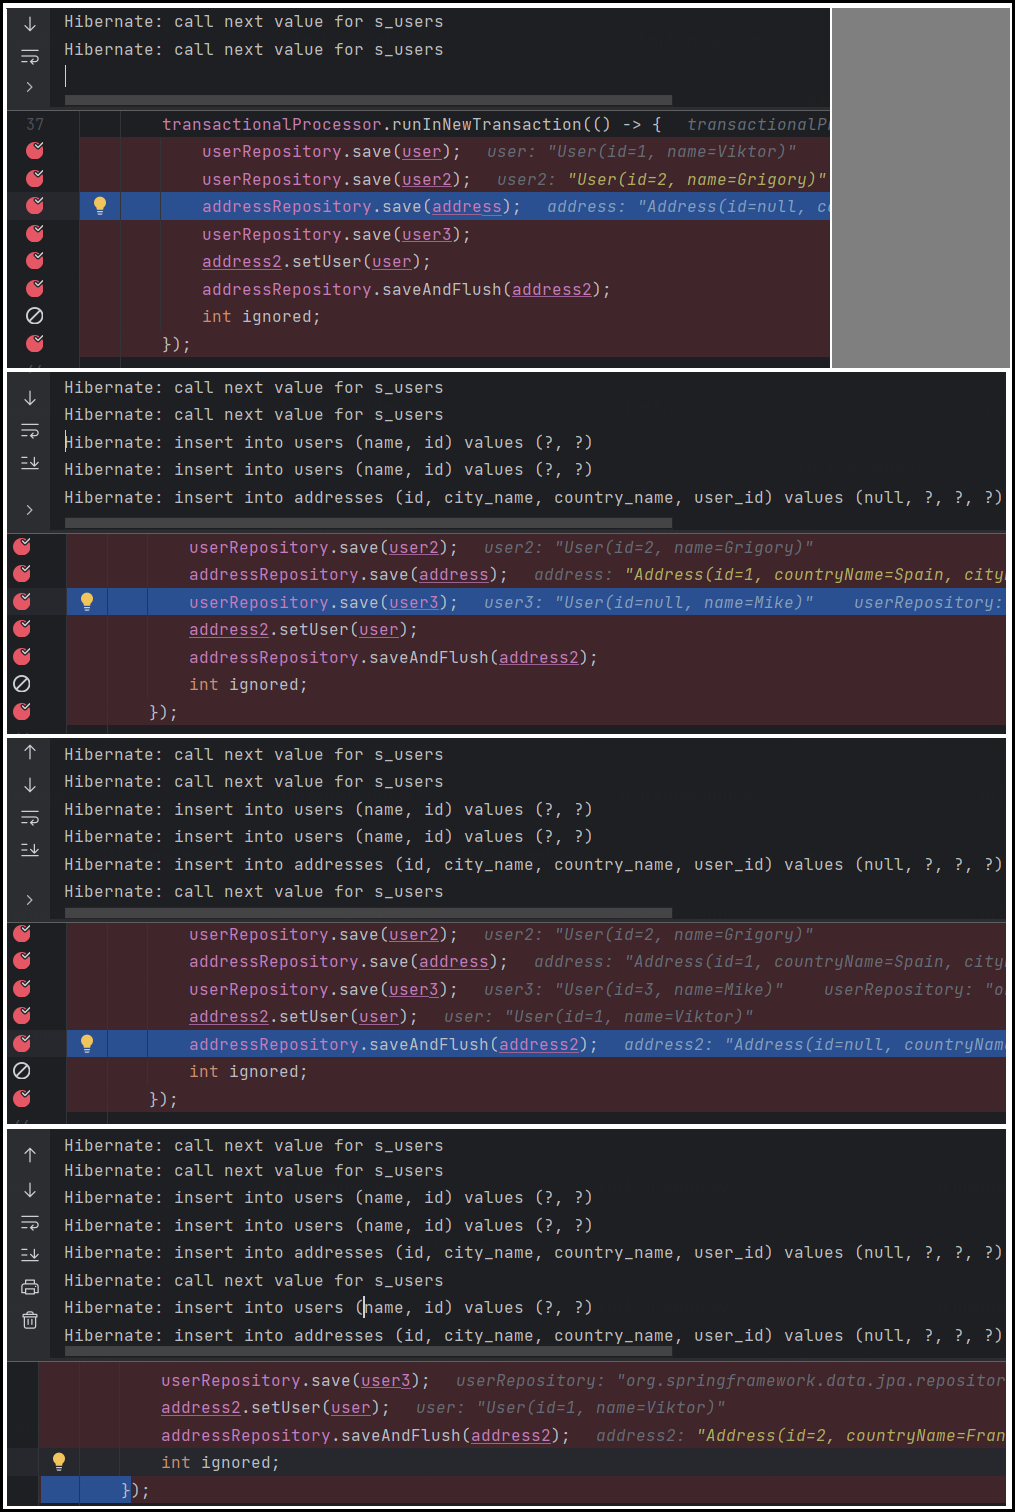 Hibernate: call next value for s_users
Hibernate: call next value for s_users
37 transactionalProcessor.runInNewTransaction(() -> { transactionalPr
userRepository.save(user); user: "User(id=1, name=Viktor)"
userRepository.save(user2); user2: "User(id=2, name=Grigory)"
addressRepository.save(address); address: "Address(id=null, co
userRepository.save(user3);
address2.setUser(user);
addressRepository.saveAndFlush(address2);
int ignored;
});
Hibernate: call next value for s_users
Hibernate: call next value for s_users
Hibernate: insert into users (name, id) values (?, ?)
Hibernate: insert into users (name, id) values (?, ?)
Hibernate: insert into addresses (id, city_name, country_name, user_id) values (null, ?, ?, ?)
userRepository.save(user2); user2: "User(id=2, name=Grigory)"
addressRepository.save(address); address: "Address(id=1, countryName=Spain, city
userRepository.save(user3); user3: "User(id=null, name=Mike)" userRepository:
address2.setUser(user);
addressRepository.saveAndFlush(address2);
int ignored;
});
Hibernate: call next value for s_users
Hibernate: call next value for s_users
Hibernate: insert into users (name, id) values (?, ?)
Hibernate: insert into users (name, id) values (?, ?)
Hibernate: insert into addresses (id, city_name, country_name, user_id) values (null, ?, ?, ?)
Hibernate: call next value for s_users
userRepository.save(user2); user2: "User(id=2, name=Grigory)"
addressRepository.save(address); address: "Address(id=1, countryName=Spain, city
userRepository.save(user3); user3: "User(id=3, name=Mike)" userRepository: "o
address2.setUser(user); user: "User(id=1, name=Viktor)"
addressRepository.saveAndFlush(address2); address2: "Address(id=null, countryNam
int ignored;
});
Hibernate: call next value for s_users
Hibernate: call next value for s_users
Hibernate: insert into users (name, id) values (?, ?)
Hibernate: insert into users (name, id) values (?, ?)
Hibernate: insert into addresses (id, city_name, country_name, user_id) values (null, ?, ?, ?)
Hibernate: call next value for s_users
Hibernate: insert into users (name, id) values (?, ?)
Hibernate: insert into addresses (id, city_name, country_name, user_id) values (null, ?, ?, ?)
userRepository.save(user3); userRepository: "org.springframework.data.jpa.repositor
address2.setUser(user); user: "User(id=1, name=Viktor)"
addressRepository.saveAndFlush(address2); address2: "Address(id=2, countryName=Fran
int ignored;
});